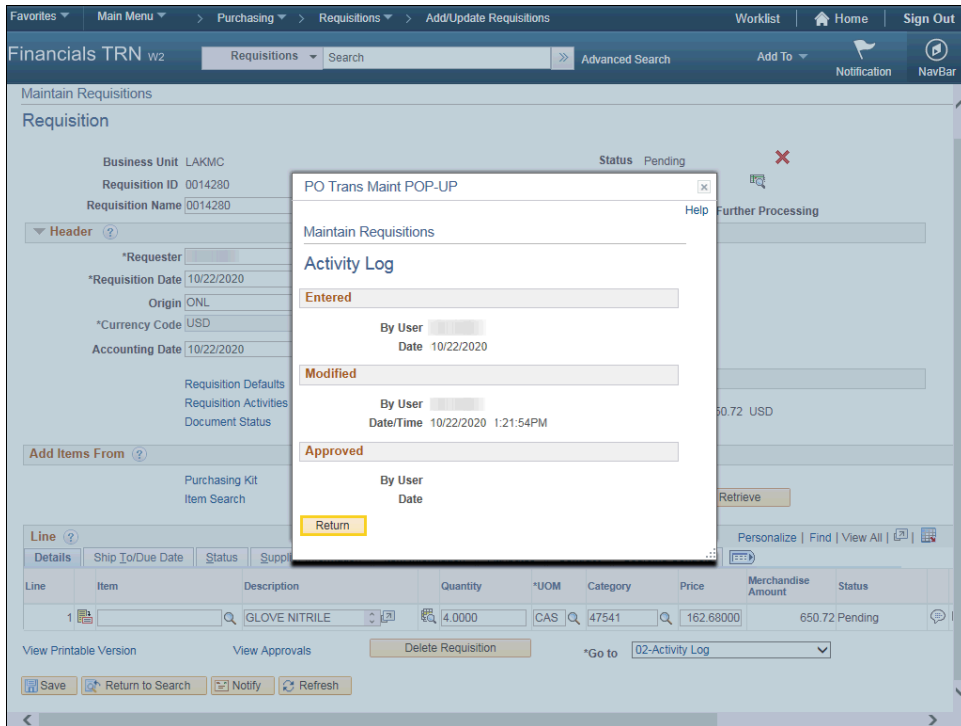 Favorites Main Menu > Purchasing > Requisitions > Add/Update Requisitions Worklist Home Sign Out
Financials TRN W2 Requisitions Search >> Advanced Search Add To Notification NavBar
Maintain Requisitions
Requisition
Business Unit LAKMC Status Pending
Requisition ID 0014280
Requisition Name 0014280 Further Processing
Header ?
*Requester
*Requisition Date 10/22/2020
Origin ONL
*Currency Code USD
Accounting Date 10/22/2020
Requisition Defaults
Requisition Activities
0.72 USD
Document Status
Add Items From ?
Purchasing Kit
Item Search Retrieve
PO Trans Maint POP-UP x
Help
Maintain Requisitions
Activity Log
Entered
By User
Date 10/22/2020
Modified
By User
Date/Time 10/22/2020 1:21:54PM
Approved
By User
Date
Return
Line ? Personalize | Find | View All | |
Details Ship To/Due Date Status Suppli
Line Item Description Quantity *UOM Category Price Merchandise Amount Status
1 GLOVE NITRILE 4.0000 CAS 47541 162.68000 650.72 Pending
View Printable Version View Approvals Delete Requisition *Go to 02-Activity Log
Save Return to Search Notify Refresh